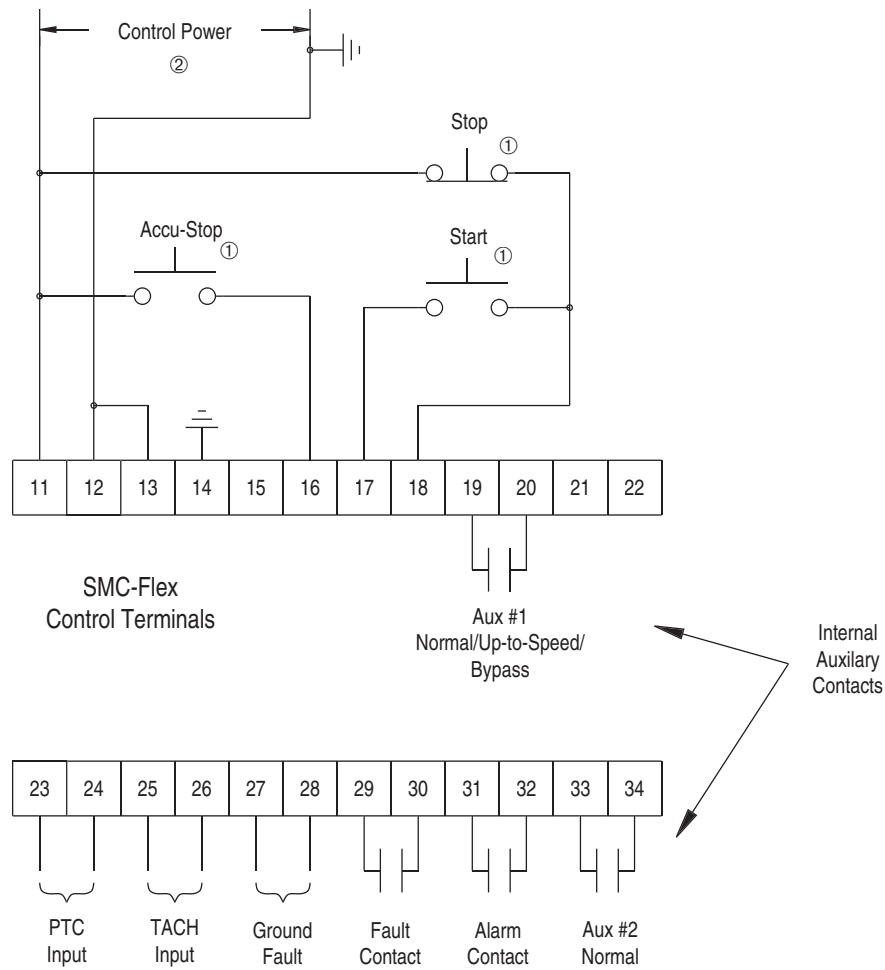 Control Power
②
Stop
①
Accu-Stop
①
Start
①
11 12 13 14 15 16 17 18 19 20 21 22
SMC-Flex
Control Terminals
Aux #1
Normal/Up-to-Speed/
Bypass
Internal
Auxilary
Contacts
23 24 25 26 27 28 29 30 31 32 33 34
PTC
Input
TACH
Input
Ground
Fault
Fault
Contact
Alarm
Contact
Aux #2
Normal